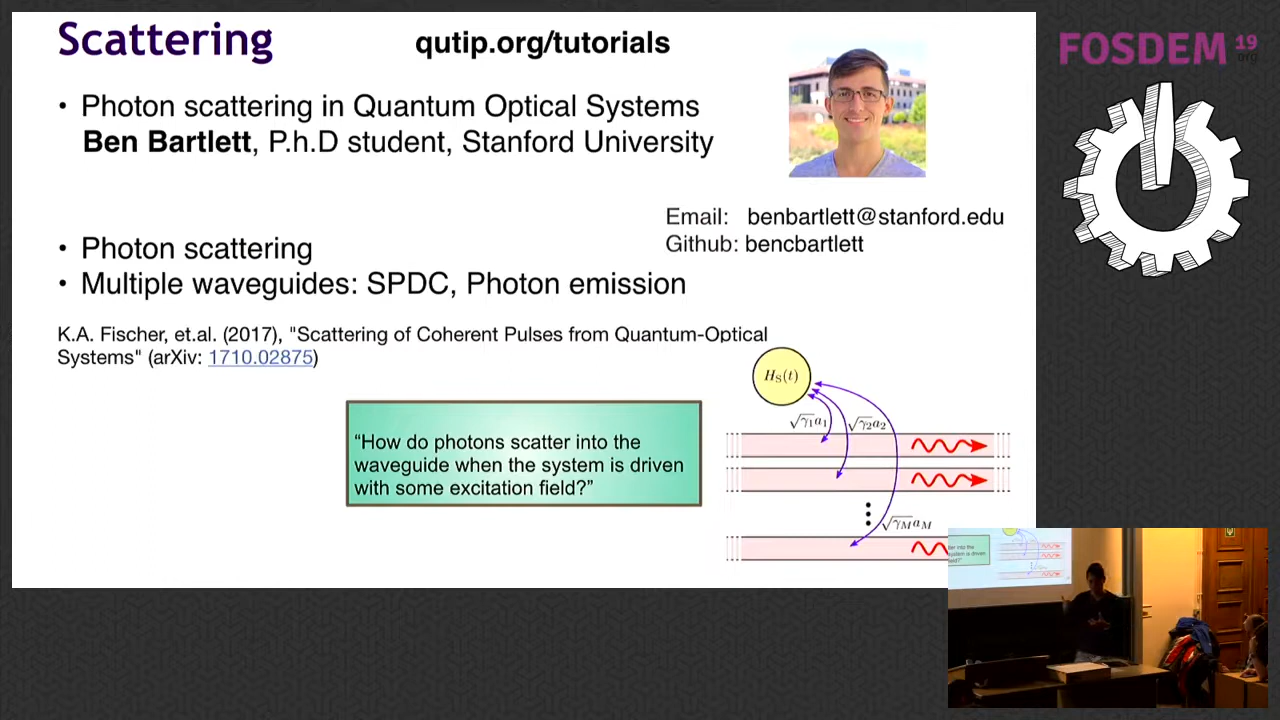 Scattering
qutip.org/tutorials
• Photon scattering in Quantum Optical Systems
Ben Bartlett, P.h.D student, Stanford University
Email: benbartlett@stanford.edu
Github: bencbartlett
• Photon scattering
• Multiple waveguides: SPDC, Photon emission
K.A. Fischer, et.al. (2017), "Scattering of Coherent Pulses from Quantum-Optical
Systems" (arXiv: 1710.02875)
“How do photons scatter into the
waveguide when the system is driven
with some excitation field?”
H_S(t)
√γ₁a₁
√γ₂a₂
√γ_M a_M
FOSDEM 19
.org